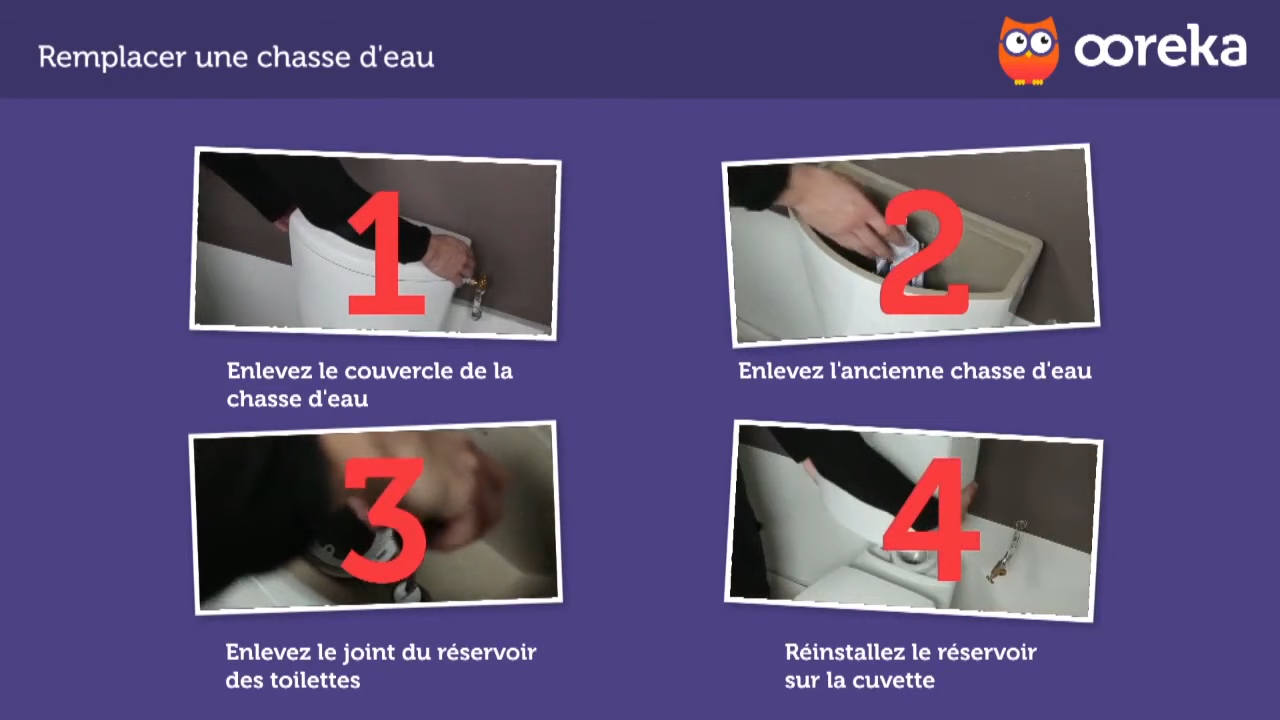 Remplacer une chasse d'eau
ooreka
1
2
Enlevez le couvercle de la
chasse d'eau
Enlevez l'ancienne chasse d'eau
3
4
Enlevez le joint du réservoir
des toilettes
Réinstallez le réservoir
sur la cuvette